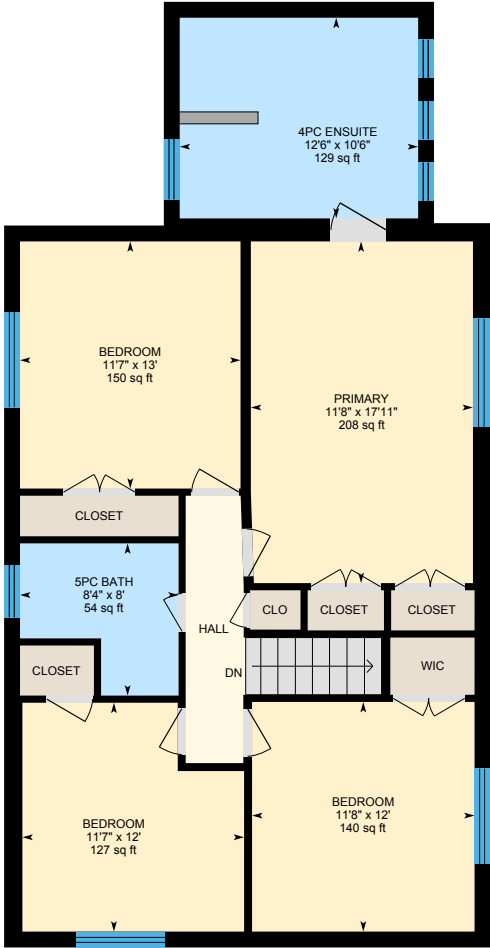 4PC ENSUITE
12'6" x 10'6"
129 sq ft
BEDROOM
11'7" x 13'
150 sq ft
PRIMARY
11'8" x 17'11"
208 sq ft
CLOSET
5PC BATH
8'4" x 8'
54 sq ft
HALL
CLO
CLOSET
CLOSET
CLOSET
DN
WIC
BEDROOM
11'7" x 12'
127 sq ft
BEDROOM
11'8" x 12'
140 sq ft